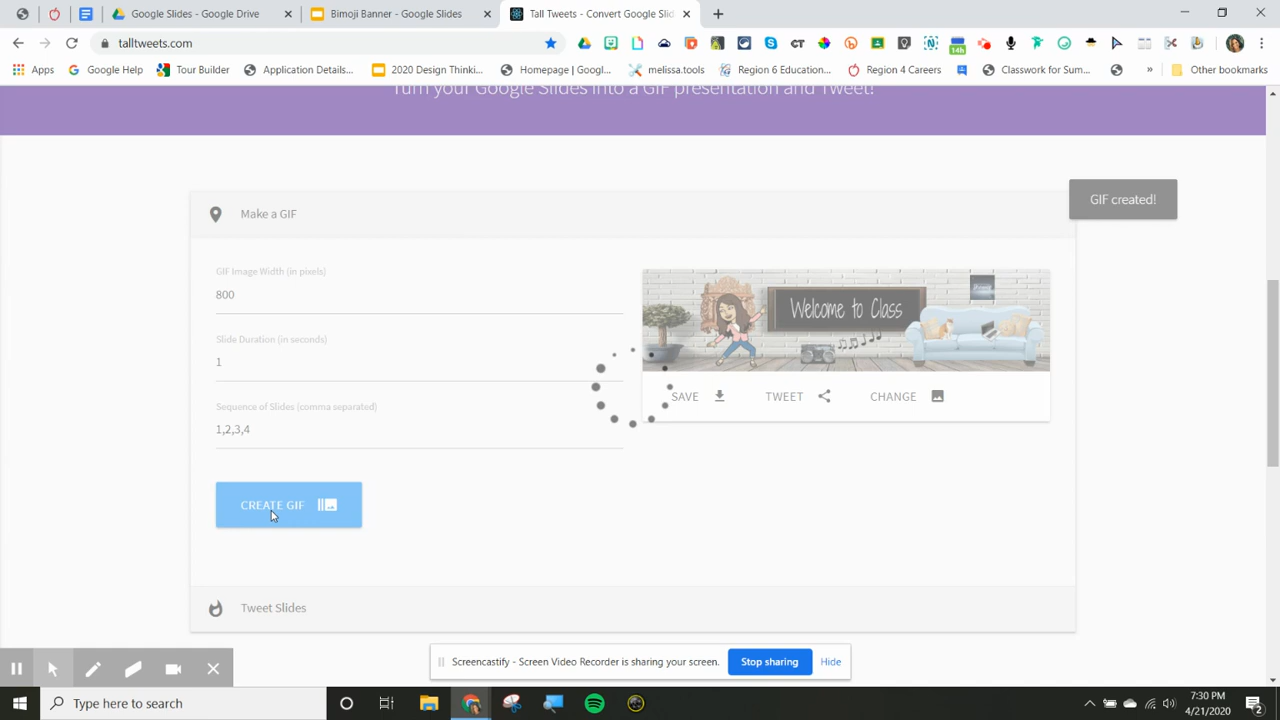 Google Slides - Google Drive
Bimoji Banner - Google Slides
Tall Tweets - Convert Google Slid
talltweets.com
14h
Apps
Google Help
Tour Builder
Application Details...
2020 Design Thinki...
Homepage | Googl...
melissa.tools
Region 6 Education...
Region 4 Careers
Classwork for Sum...
»
Other bookmarks
Turn your Google Slides into a GIF presentation and Tweet!
GIF created!
Make a GIF
GIF Image Width (in pixels)
800
Slide Duration (in seconds)
1
Sequence of Slides (comma separated)
1,2,3,4
CREATE GIF
Welcome to Class
SAVE
TWEET
CHANGE
Tweet Slides
Screencastify - Screen Video Recorder is sharing your screen.
Stop sharing
Hide
Type here to search
7:30 PM
4/21/2020
2